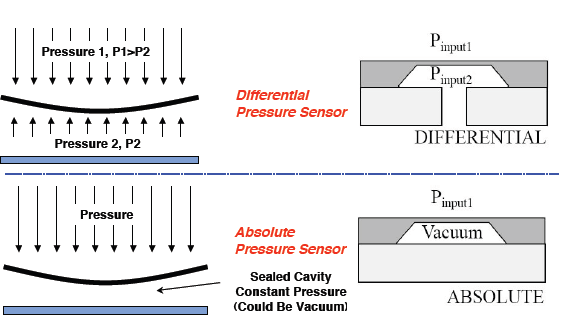 Pressure 1, P1>P2
Pressure 2, P2
Differential
Pressure Sensor
Pinput1
Pinput2
DIFFERENTIAL
Pressure
Absolute
Pressure Sensor
Sealed Cavity
Constant Pressure
(Could Be Vacuum)
Pinput1
Vacuum
ABSOLUTE